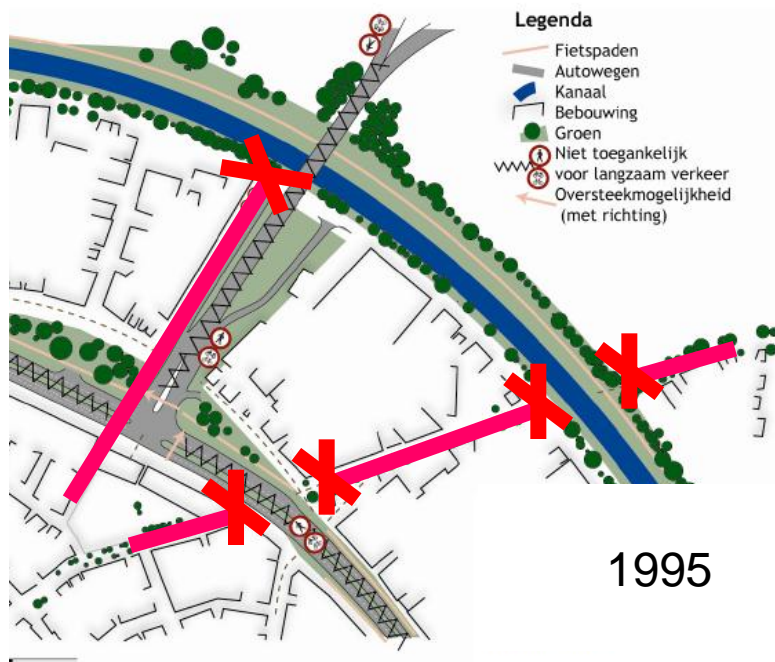 Legenda
Fietspaden
Autowegen
Kanaal
Bebouwing
Groen
Niet toegankelijk
voor langzaam verkeer
Oversteekmogelijkheid
(met richting)
1995